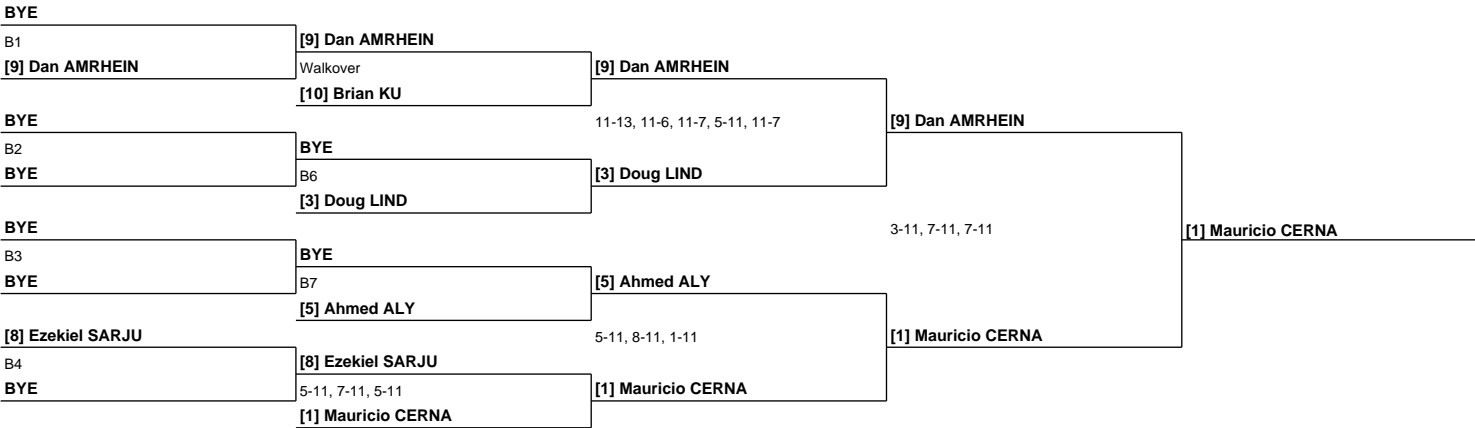 BYE
B1
[9] Dan AMRHEIN
[9] Dan AMRHEIN
Walkover
[10] Brian KU
[9] Dan AMRHEIN
BYE
B2
BYE
BYE
B6
[3] Doug LIND
11-13, 11-6, 11-7, 5-11, 11-7
[3] Doug LIND
[9] Dan AMRHEIN
BYE
B3
BYE
BYE
B7
[5] Ahmed ALY
[5] Ahmed ALY
3-11, 7-11, 7-11
[1] Mauricio CERNA
[8] Ezekiel SARJU
B4
BYE
[8] Ezekiel SARJU
5-11, 7-11, 5-11
[1] Mauricio CERNA
5-11, 8-11, 1-11
[1] Mauricio CERNA
[1] Mauricio CERNA